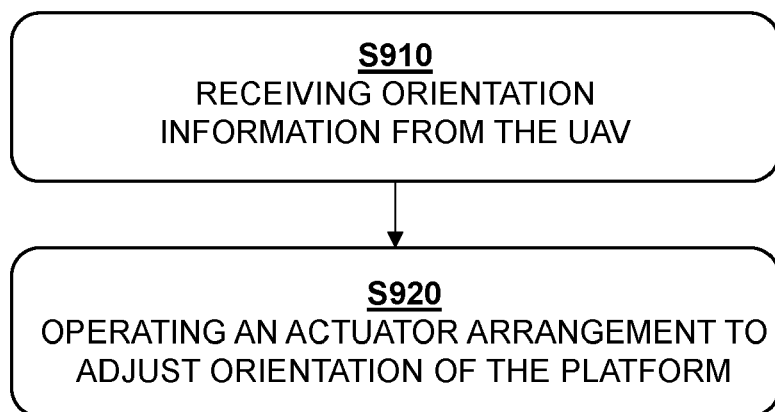 S910
RECEIVING ORIENTATION
INFORMATION FROM THE UAV
S920
OPERATING AN ACTUATOR ARRANGEMENT TO
ADJUST ORIENTATION OF THE PLATFORM